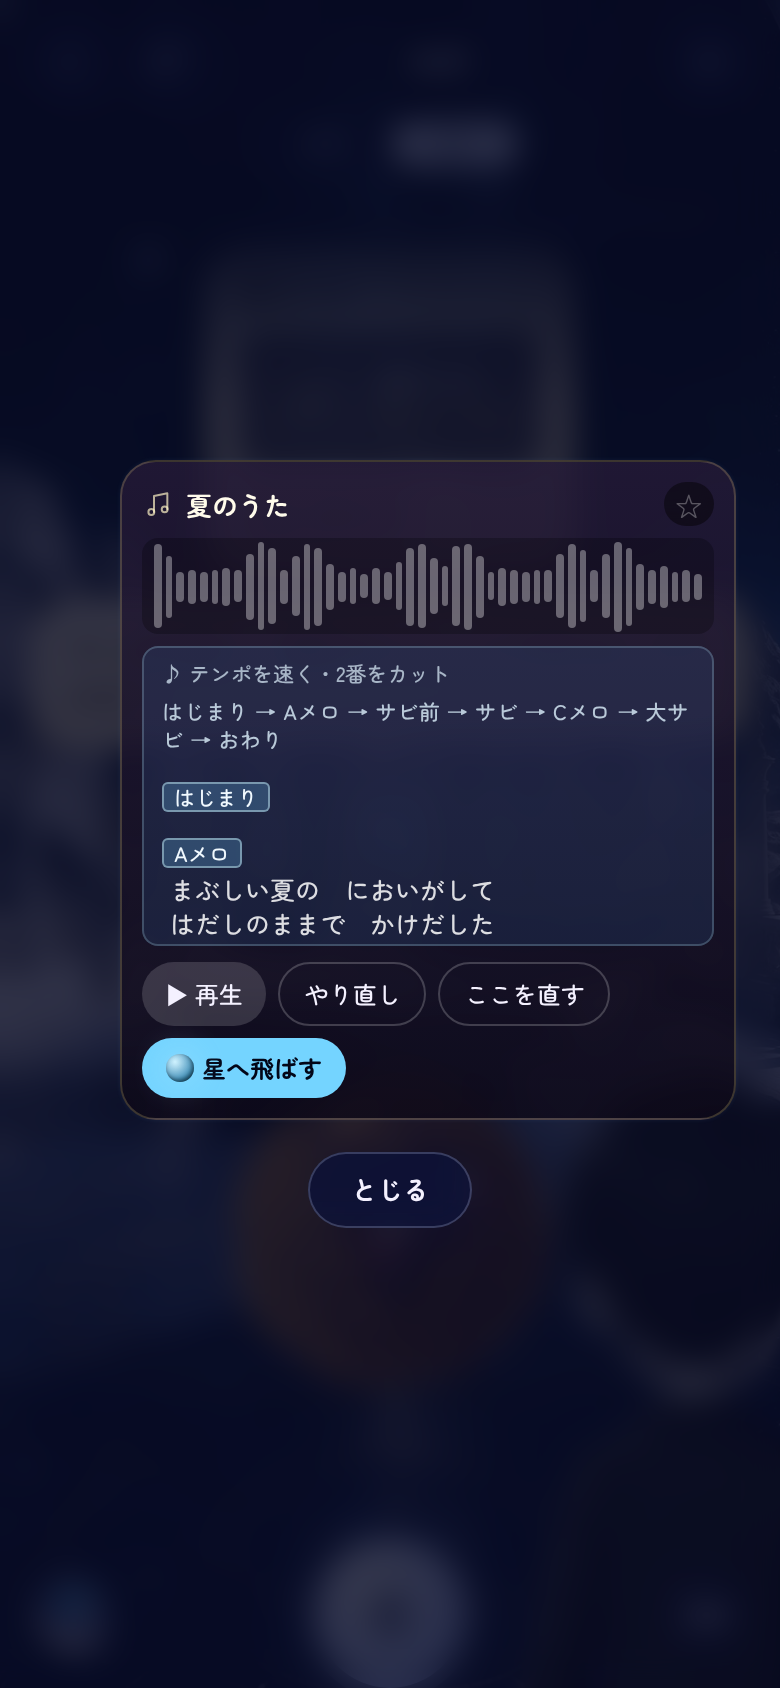 夏のうた
♪ テンポを速く・2番をカット
はじまり → Aメロ → サビ前 → サビ → Cメロ → 大サ
ビ → おわり
はじまり
Aメロ
まぶしい夏の　においがして
はだしのままで　かけだした
▶ 再生
やり直し
ここを直す
星へ飛ばす
とじる